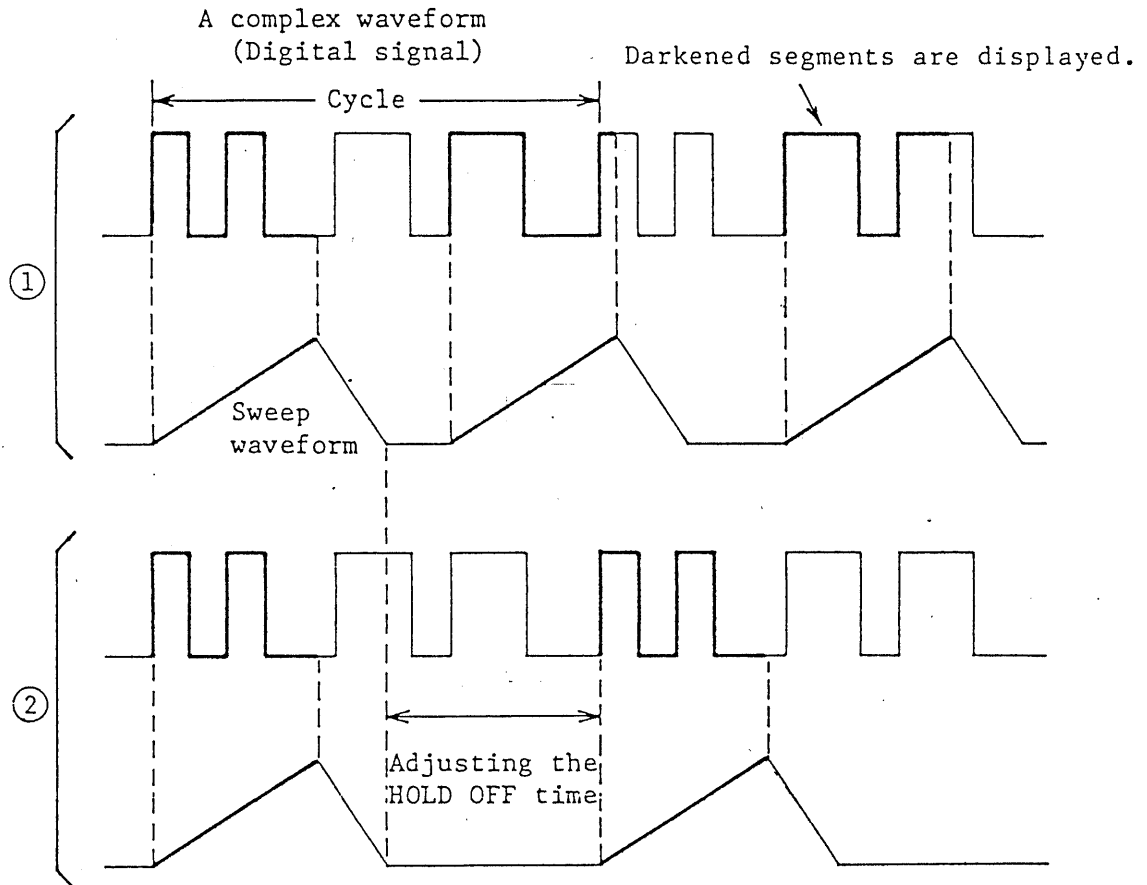 A complex waveform
(Digital signal)
Darkened segments are displayed.
Cycle
①
Sweep
waveform
②
Adjusting the
HOLD OFF time